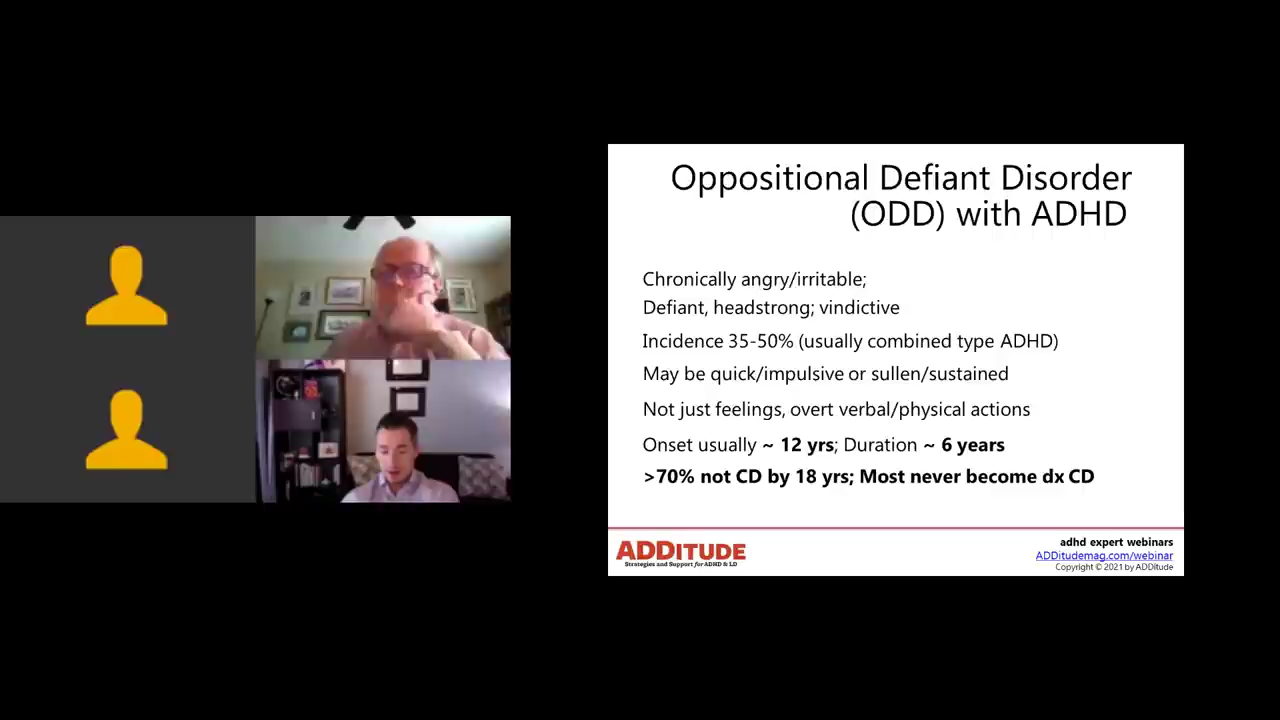 Oppositional Defiant Disorder
(ODD) with ADHD
Chronically angry/irritable;
Defiant, headstrong; vindictive
Incidence 35-50% (usually combined type ADHD)
May be quick/impulsive or sullen/sustained
Not just feelings, overt verbal/physical actions
Onset usually ~ 12 yrs; Duration ~ 6 years
>70% not CD by 18 yrs; Most never become dx CD
ADDITUDE
Strategies and Support for ADHD & LD
adhd expert webinars
ADDitudemag.com/webinar
Copyright © 2021 by ADDitude